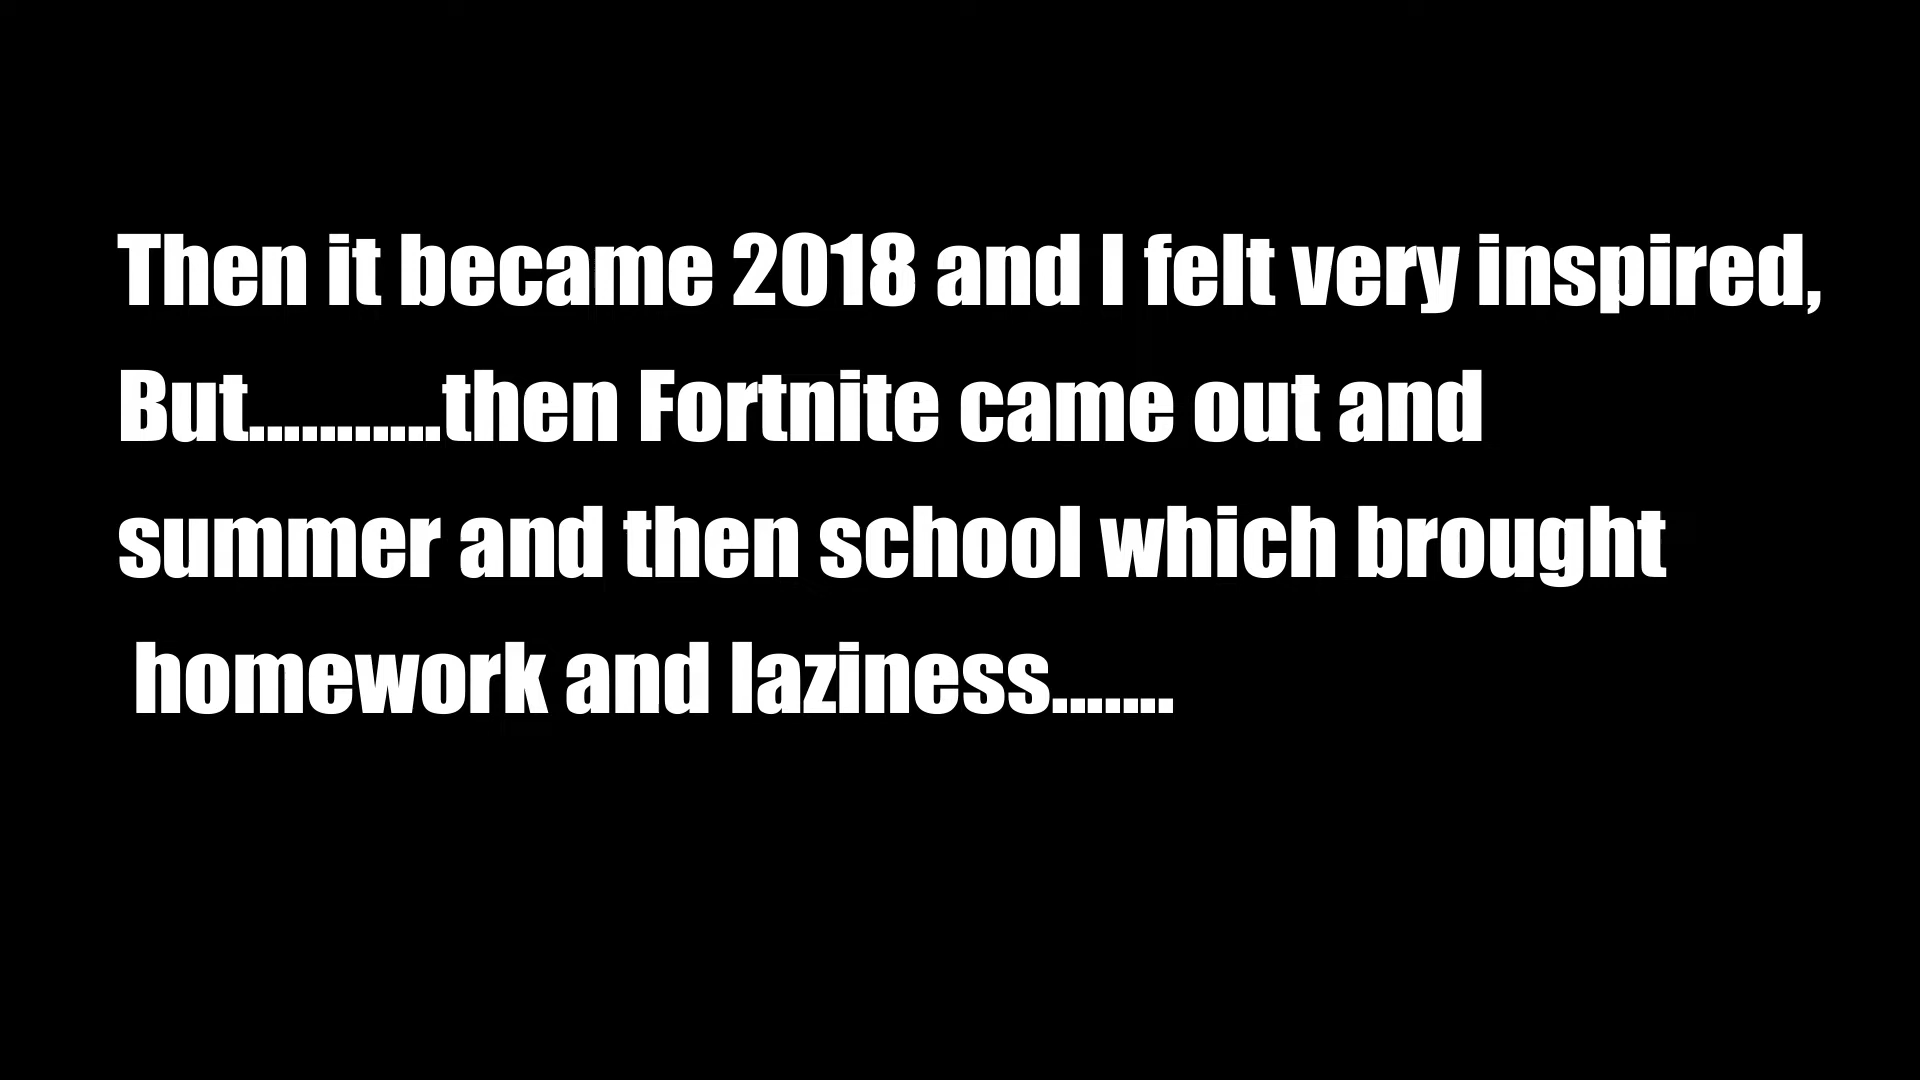 Then it became 2018 and I felt very inspired,
But...........then Fortnite came out and
summer and then school which brought
homework and laziness.......